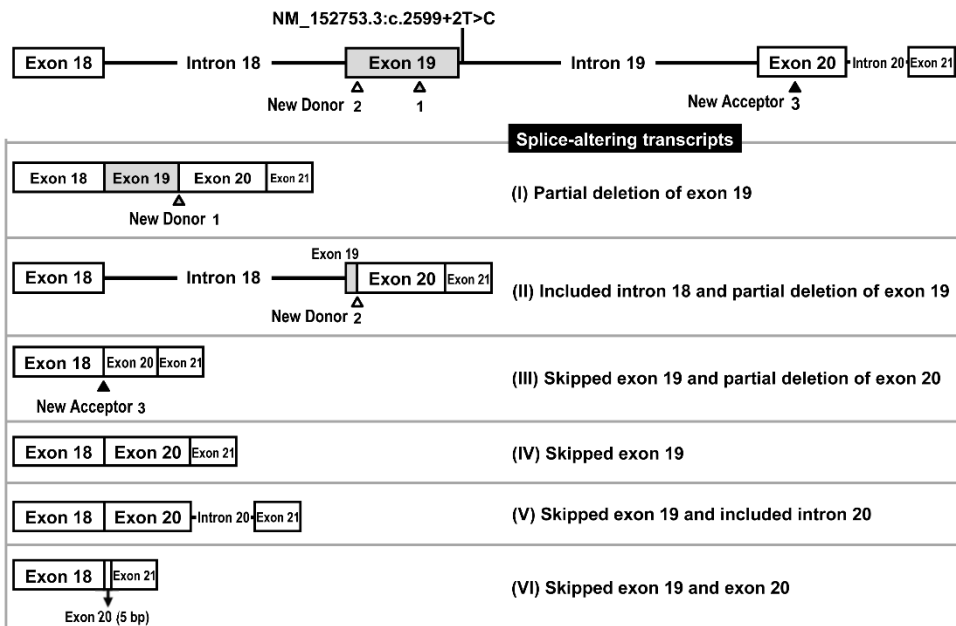 NM_152753.3:c.2599+2T>C
Exon 18 Intron 18 Exon 19 Intron 19 Exon 20 Intron 20 Exon 21
New Donor 2 1 New Acceptor 3
Splice-altering transcripts
Exon 18 Exon 19 Exon 20 Exon 21
(I) Partial deletion of exon 19
New Donor 1
Exon 19
Exon 18 Intron 18 Exon 20 Exon 21
(II) Included intron 18 and partial deletion of exon 19
New Donor 2
Exon 18 Exon 20 Exon 21
(III) Skipped exon 19 and partial deletion of exon 20
New Acceptor 3
Exon 18 Exon 20 Exon 21
(IV) Skipped exon 19
Exon 18 Exon 20 Intron 20 Exon 21
(V) Skipped exon 19 and included intron 20
Exon 18 Exon 21
(VI) Skipped exon 19 and exon 20
Exon 20 (5 bp)